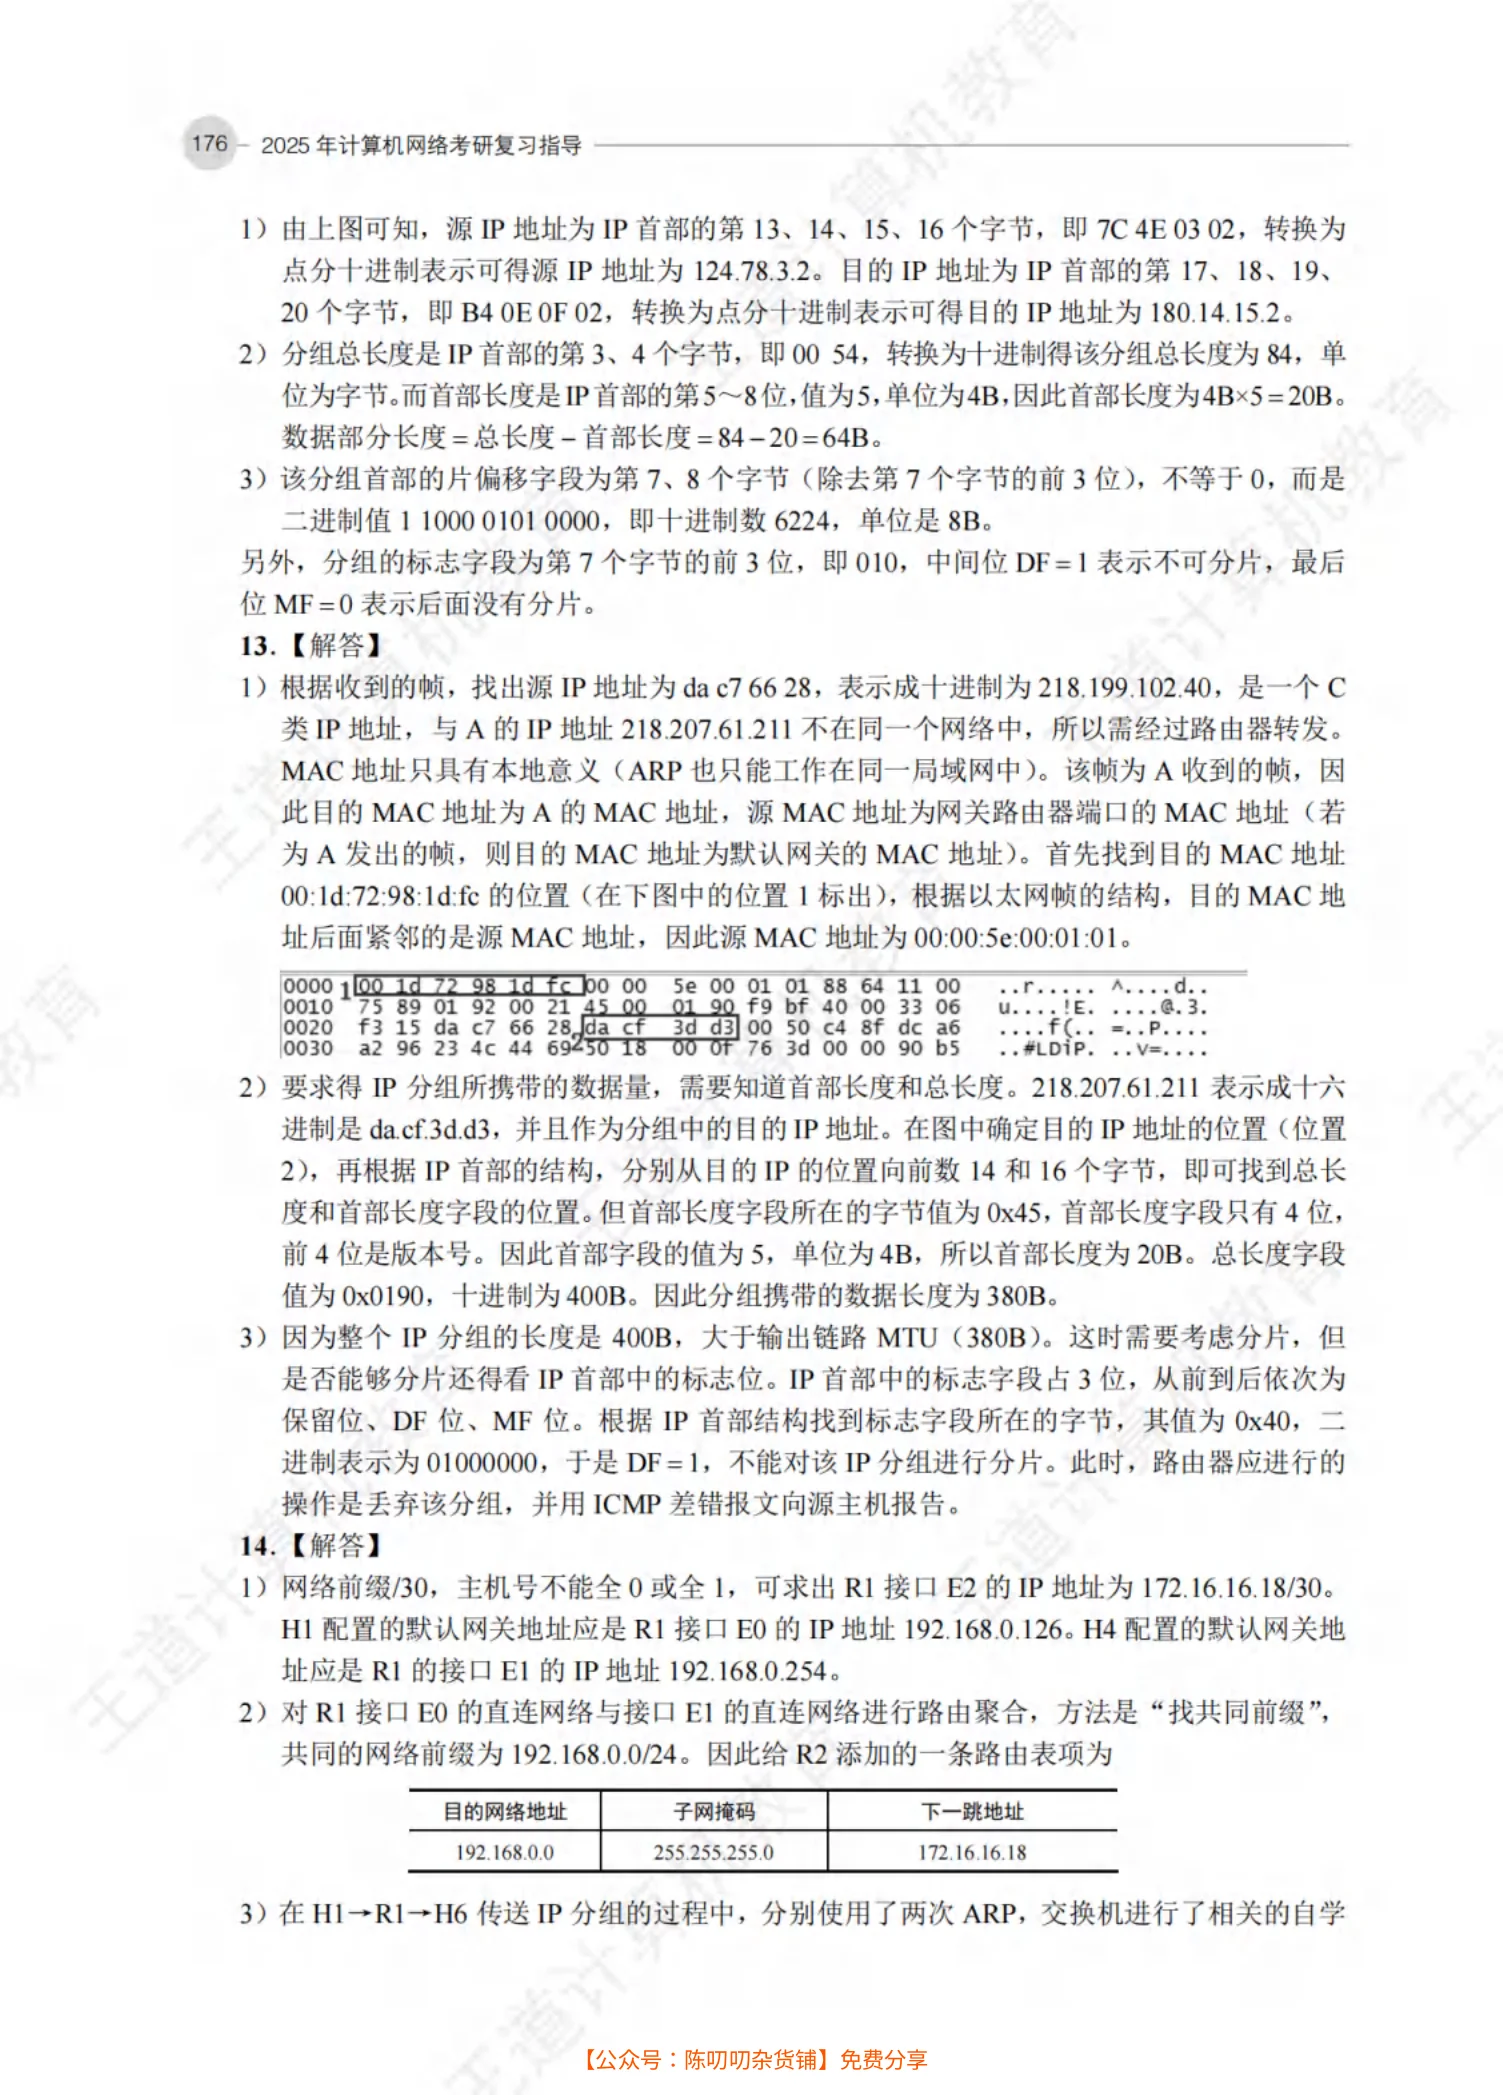 176 2025 年计算机网络考研复习指导
1）由上图可知，源 IP 地址为 IP 首部的第 13、14、15、16 个字节，即 7C 4E 03 02，转换为
点分十进制表示可得源 IP 地址为 124.78.3.2。目的 IP 地址为 IP 首部的第 17、18、19、
20 个字节，即 B4 0E 0F 02，转换为点分十进制表示可得目的 IP 地址为 180.14.15.2。
2）分组总长度是 IP 首部的第 3、4 个字节，即 00 54，转换为十进制得该分组总长度为 84，单
位为字节。而首部长度是 IP 首部的第 5～8 位，值为 5，单位为 4B，因此首部长度为 4B×5 = 20B。
数据部分长度 = 总长度 – 首部长度 = 84 – 20 = 64B。
3）该分组首部的片偏移字段为第 7、8 个字节（除去第 7 个字节的前 3 位），不等于 0，而是
二进制值 1 1000 0101 0000，即十进制数 6224，单位是 8B。
另外，分组的标志字段为第 7 个字节的前 3 位，即 010，中间位 DF = 1 表示不可分片，最后
位 MF = 0 表示后面没有分片。
13.【解答】
1）根据收到的帧，找出源 IP 地址为 da c7 66 28，表示成十进制为 218.199.102.40，是一个 C
类 IP 地址，与 A 的 IP 地址 218.207.61.211 不在同一个网络中，所以需经过路由器转发。
MAC 地址只具有本地意义（ARP 也只能工作在同一局域网中）。该帧为 A 收到的帧，因
此目的 MAC 地址为 A 的 MAC 地址，源 MAC 地址为网关路由器端口的 MAC 地址（若
为 A 发出的帧，则目的 MAC 地址为默认网关的 MAC 地址）。首先找到目的 MAC 地址
00:1d:72:98:1d:fc 的位置（在下图中的位置 1 标出），根据以太网帧的结构，目的 MAC 地
址后面紧邻的是源 MAC 地址，因此源 MAC 地址为 00:00:5e:00:01:01。
0000 1 00 1d 72 98 1d fc 00 00 5e 00 01 01 88 64 11 00 ..r..... ^....d..
0010 75 89 01 92 00 21 45 00 01 90 f9 bf 40 00 33 06 u....!E. ....@.3.
0020 f3 15 da c7 66 28 da cf 3d d3 00 50 c4 8f dc a6 ....f(.. =..P....
0030 a2 96 23 4c 44 69 2 50 18 00 0f 76 3d 00 00 90 b5 ..#LDiP. ..v=....
2）要求得 IP 分组所携带的数据量，需要知道首部长度和总长度。218.207.61.211 表示成十六
进制是 da.cf.3d.d3，并且作为分组中的目的 IP 地址。在图中确定目的 IP 地址的位置（位置
2），再根据 IP 首部的结构，分别从目的 IP 的位置向前数 14 和 16 个字节，即可找到总长
度和首部长度字段的位置。但首部长度字段所在的字节值为 0x45，首部长度字段只有 4 位，
前 4 位是版本号。因此首部字段的值为 5，单位为 4B，所以首部长度为 20B。总长度字段
值为 0x0190，十进制为 400B。因此分组携带的数据长度为 380B。
3）因为整个 IP 分组的长度是 400B，大于输出链路 MTU（380B）。这时需要考虑分片，但
是否能够分片还得看 IP 首部中的标志位。IP 首部中的标志字段占 3 位，从前到后依次为
保留位、DF 位、MF 位。根据 IP 首部结构找到标志字段所在的字节，其值为 0x40，二
进制表示为 01000000，于是 DF = 1，不能对该 IP 分组进行分片。此时，路由器应进行的
操作是丢弃该分组，并用 ICMP 差错报文向源主机报告。
14.【解答】
1）网络前缀/30，主机号不能全 0 或全 1，可求出 R1 接口 E2 的 IP 地址为 172.16.16.18/30。
H1 配置的默认网关地址应是 R1 接口 E0 的 IP 地址 192.168.0.126。H4 配置的默认网关地
址应是 R1 的接口 E1 的 IP 地址 192.168.0.254。
2）对 R1 接口 E0 的直连网络与接口 E1 的直连网络进行路由聚合，方法是“找共同前缀”，
共同的网络前缀为 192.168.0.0/24。因此给 R2 添加的一条路由表项为
目的网络地址 子网掩码 下一跳地址
192.168.0.0 255.255.255.0 172.16.16.18
3）在 H1→R1→H6 传送 IP 分组的过程中，分别使用了两次 ARP，交换机进行了相关的自学
【公众号：陈叨叨杂货铺】免费分享
王道计算机教育